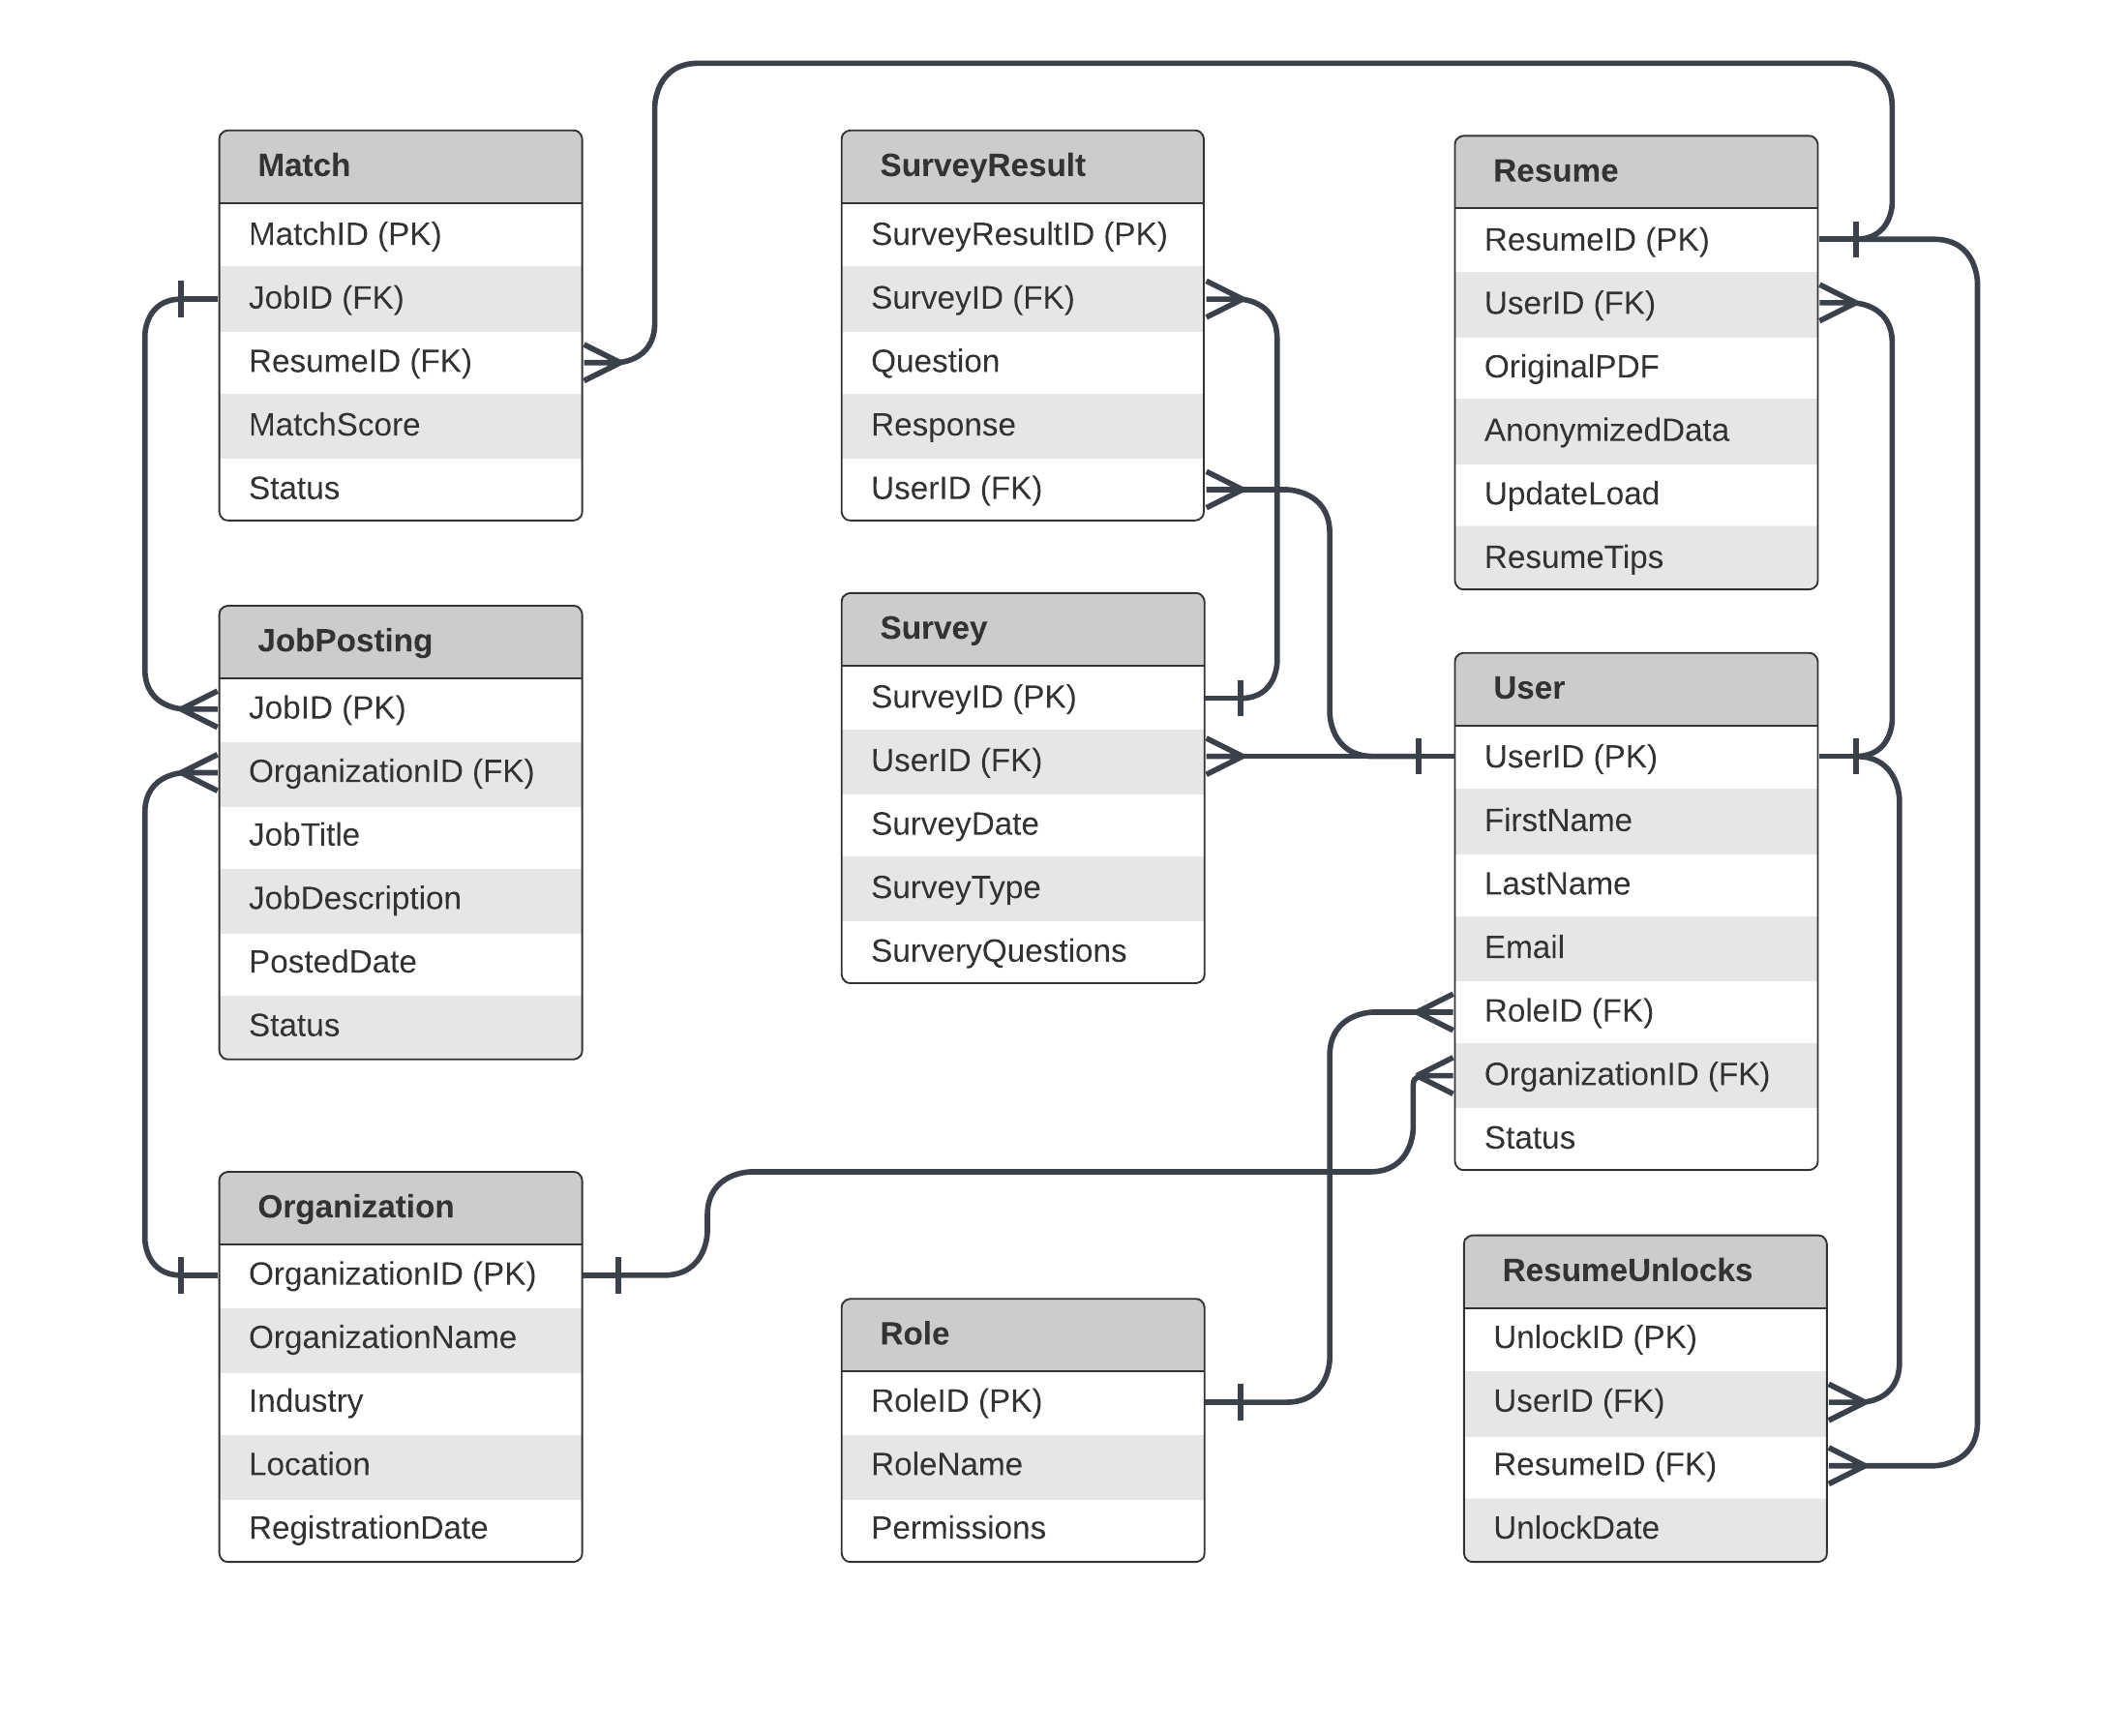 Match
MatchID (PK)
JobID (FK)
ResumeID (FK)
MatchScore
Status
JobPosting
JobID (PK)
OrganizationID (FK)
JobTitle
JobDescription
PostedDate
Status
Organization
OrganizationID (PK)
OrganizationName
Industry
Location
RegistrationDate
SurveyResult
SurveyResultID (PK)
SurveyID (FK)
Question
Response
UserID (FK)
Survey
SurveyID (PK)
UserID (FK)
SurveyDate
SurveyType
SurveryQuestions
Role
RoleID (PK)
RoleName
Permissions
Resume
ResumeID (PK)
UserID (FK)
OriginalPDF
AnonymizedData
UpdateLoad
ResumeTips
User
UserID (PK)
FirstName
LastName
Email
RoleID (FK)
OrganizationID (FK)
Status
ResumeUnlocks
UnlockID (PK)
UserID (FK)
ResumeID (FK)
UnlockDate